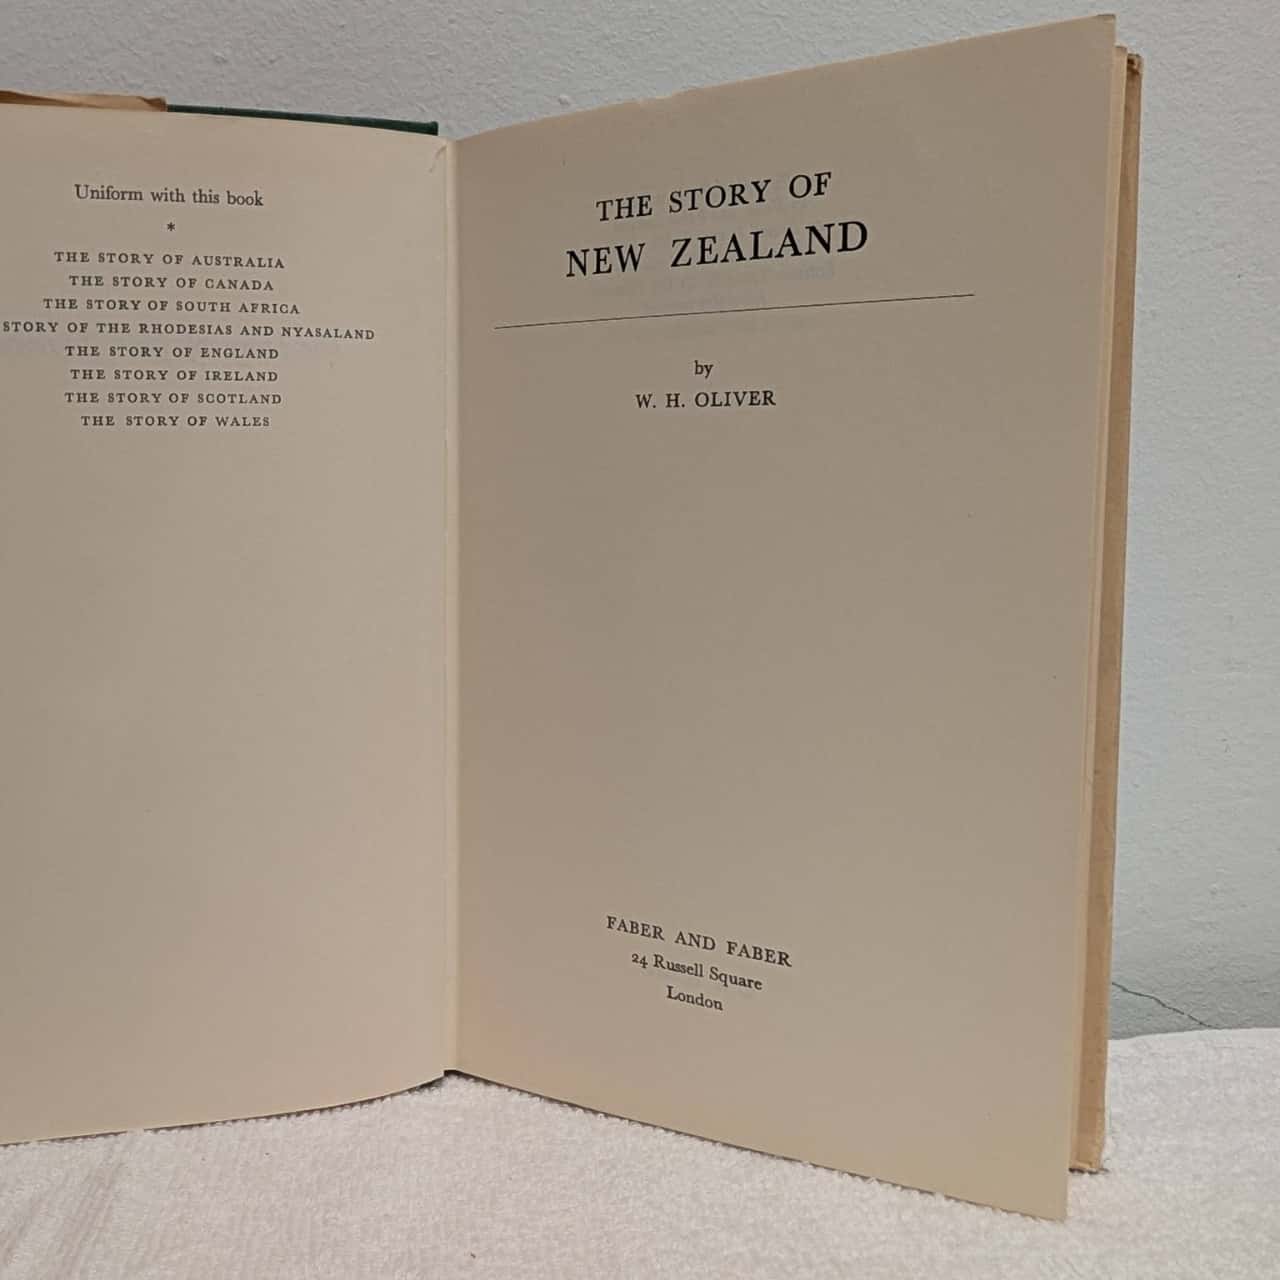 Uniform with this book
*
THE STORY OF AUSTRALIA
THE STORY OF CANADA
THE STORY OF SOUTH AFRICA
STORY OF THE RHODESIAS AND NYASALAND
THE STORY OF ENGLAND
THE STORY OF IRELAND
THE STORY OF SCOTLAND
THE STORY OF WALES
THE STORY OF
NEW ZEALAND
by
W. H. OLIVER
FABER AND FABER
24 Russell Square
London